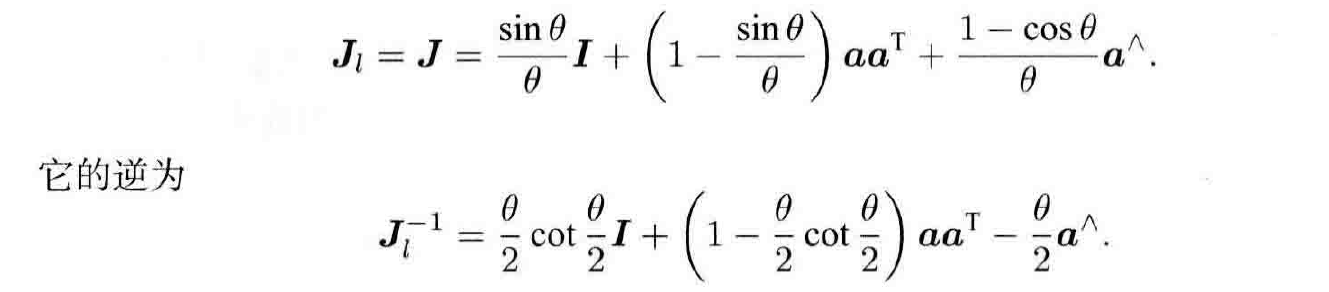 J_l = J = \frac{\sin\theta}{\theta} I + \left(1 - \frac{\sin\theta}{\theta}\right) aa^{T} + \frac{1 - \cos\theta}{\theta} a^{\wedge}.
它的逆为
J_l^{-1} = \frac{\theta}{2} \cot\frac{\theta}{2} I + \left(1 - \frac{\theta}{2} \cot\frac{\theta}{2}\right) aa^{T} - \frac{\theta}{2} a^{\wedge}.